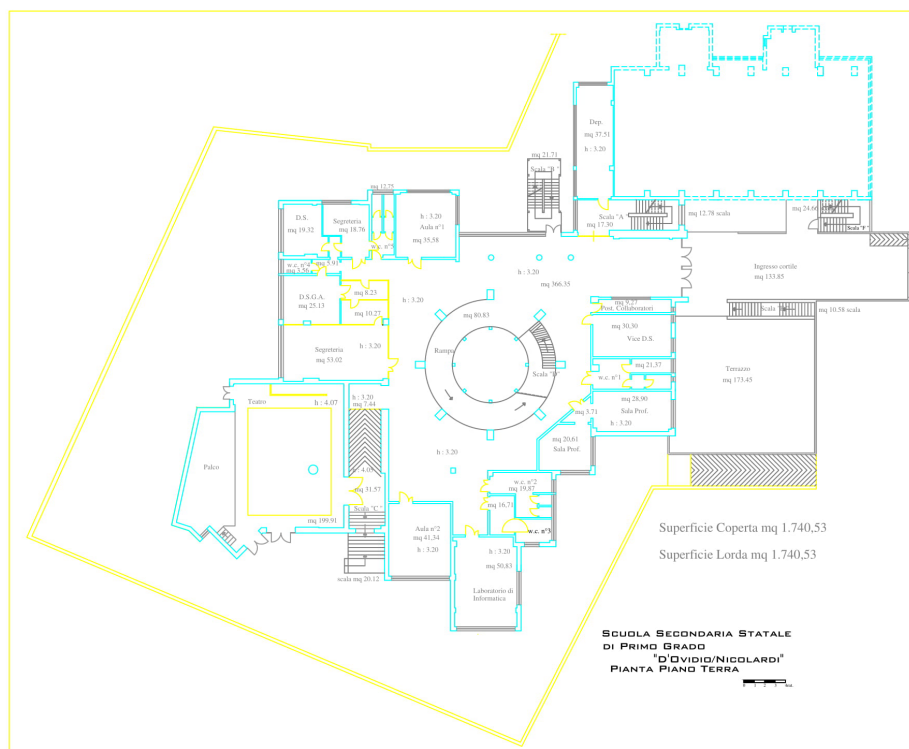 Dep.
mq 37.51
h : 3.20
mq 21.71
Scala "B"
mq 12,75
D.S.
mq 19.32
Segreteria
mq 18.76
h : 3.20
Aula n°1
mq 35,58
w.c. n°5
Scala "A"
mq 17.30
mq 12.78 scala
mq 24.66
Scala "F"
w.c. n°4
mq 3.56
mq 5.91
h : 3.20
mq 366.35
Ingresso cortile
mq 133.85
D.S.G.A.
mq 25.13
mq 8.23
mq 10.27
h : 3.20
mq 80.83
mq 9.27
Post. Collaboratori
mq 10.58 scala
mq 30,30
Vice D.S.
Segreteria
mq 53.02
h : 3.20
Rampa
Scala "D"
mq 21,37
w.c. n°1
Terrazzo
mq 173.45
Teatro
h : 4.07
h : 3.20
mq 7.44
mq 28,90
Sala Prof.
h : 3.20
mq 3.71
mq 20,61
Sala Prof.
Palco
h : 3.20
h : 4.05
mq 31.57
Scala "C"
mq 199.91
w.c. n°2
mq 19,87
mq 16,71
w.c. n°3
Aula n°2
mq 41,34
h : 3.20
h : 3.20
mq 50,83
Laboratorio di
Informatica
scala mq 20.12
Superficie Coperta mq 1.740,53
Superficie Lorda mq 1.740,53
Scuola Secondaria Statale
di Primo Grado
"D'Ovidio/Nicolardi"
Pianta Piano Terra
0 1 2 3